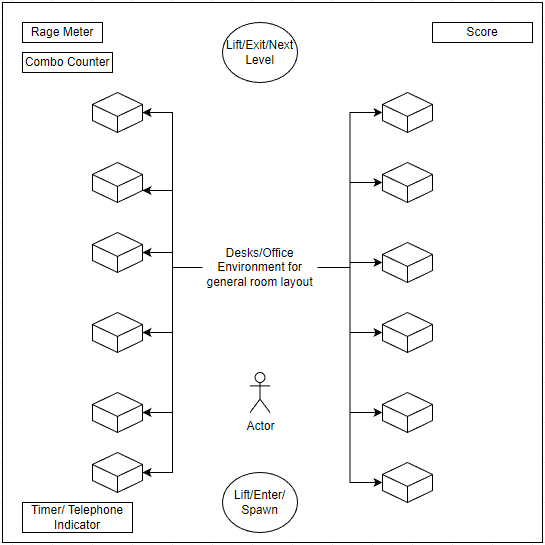 Rage Meter
Combo Counter
Lift/Exit/Next
Level
Score
Desks/Office
Environment for
general room layout
Actor
Lift/Enter/
Spawn
Timer/ Telephone
Indicator